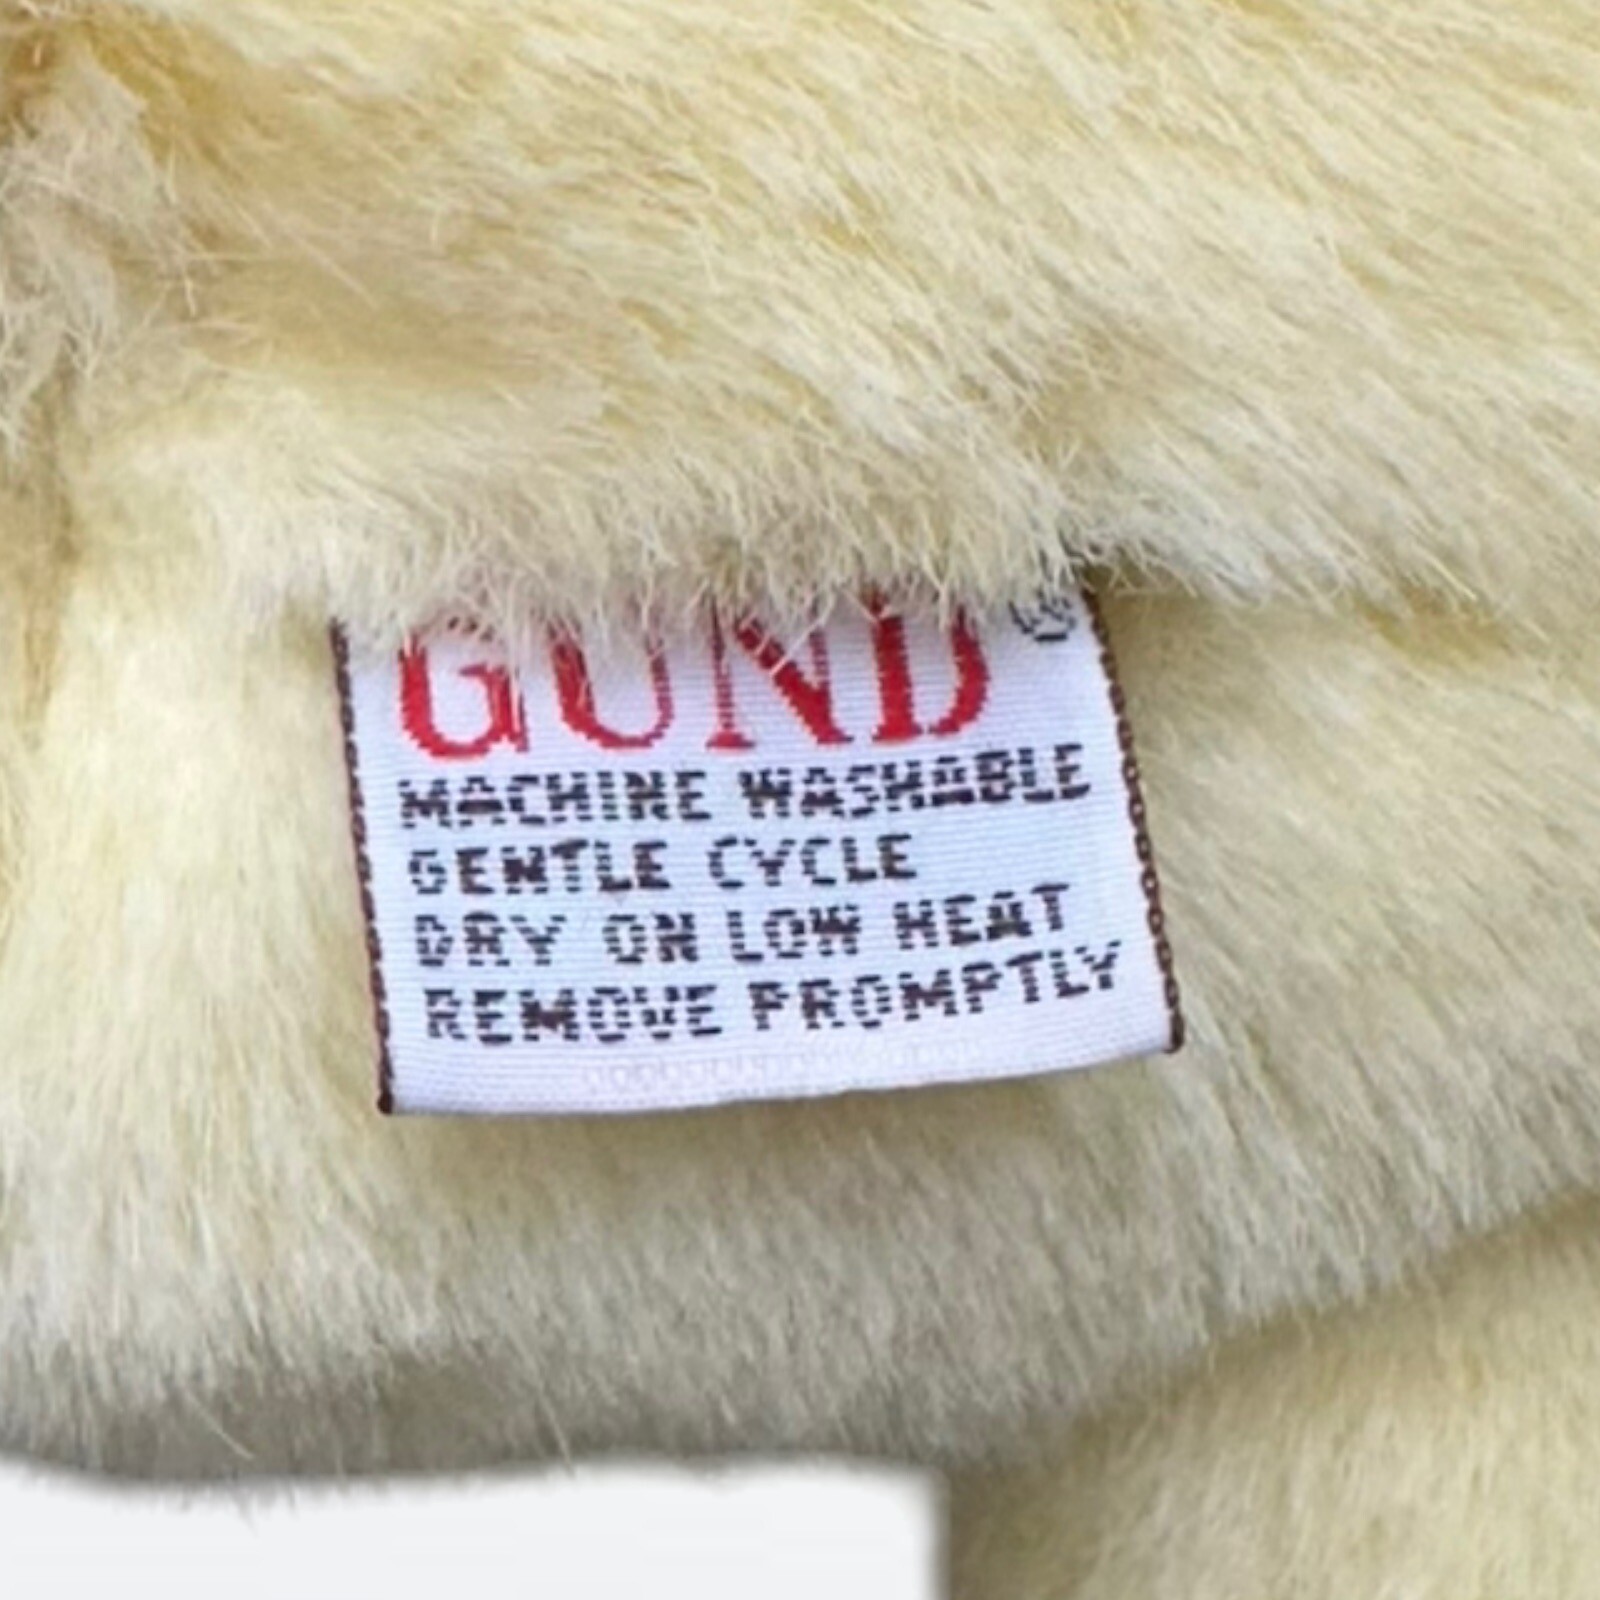 GUND®
MACHINE WASHABLE
GENTLE CYCLE
DRY ON LOW HEAT
REMOVE PROMPTLY